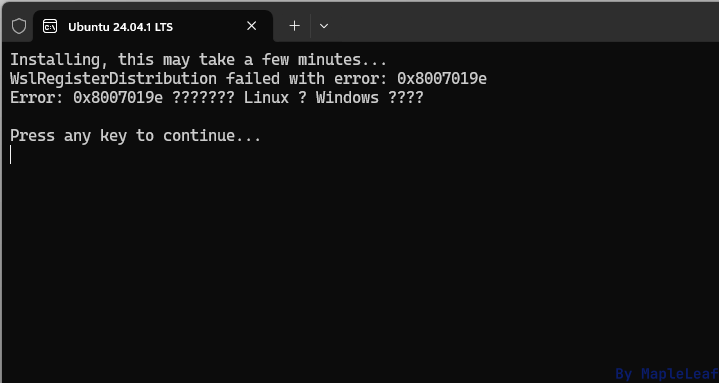 Ubuntu 24.04.1 LTS
Installing, this may take a few minutes...
WslRegisterDistribution failed with error: 0x8007019e
Error: 0x8007019e ??????? Linux ? Windows ????
Press any key to continue...
By MapleLeaf